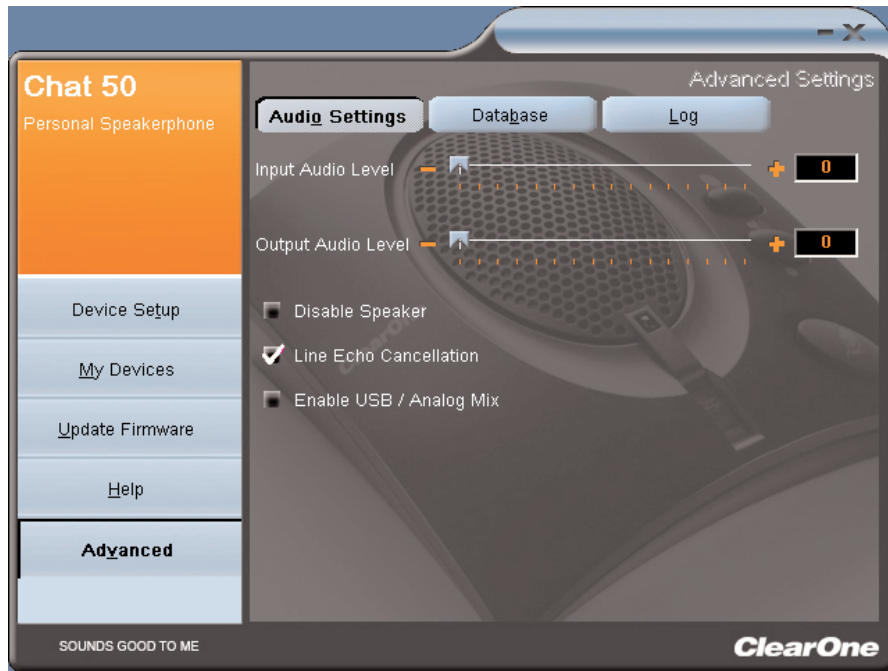 Chat 50
Personal Speakerphone
Advanced Settings
Audio Settings
Database
Log
Input Audio Level
0
Output Audio Level
0
Disable Speaker
Line Echo Cancellation
Enable USB / Analog Mix
Device Setup
My Devices
Update Firmware
Help
Advanced
SOUNDS GOOD TO ME
ClearOne
ClearOne